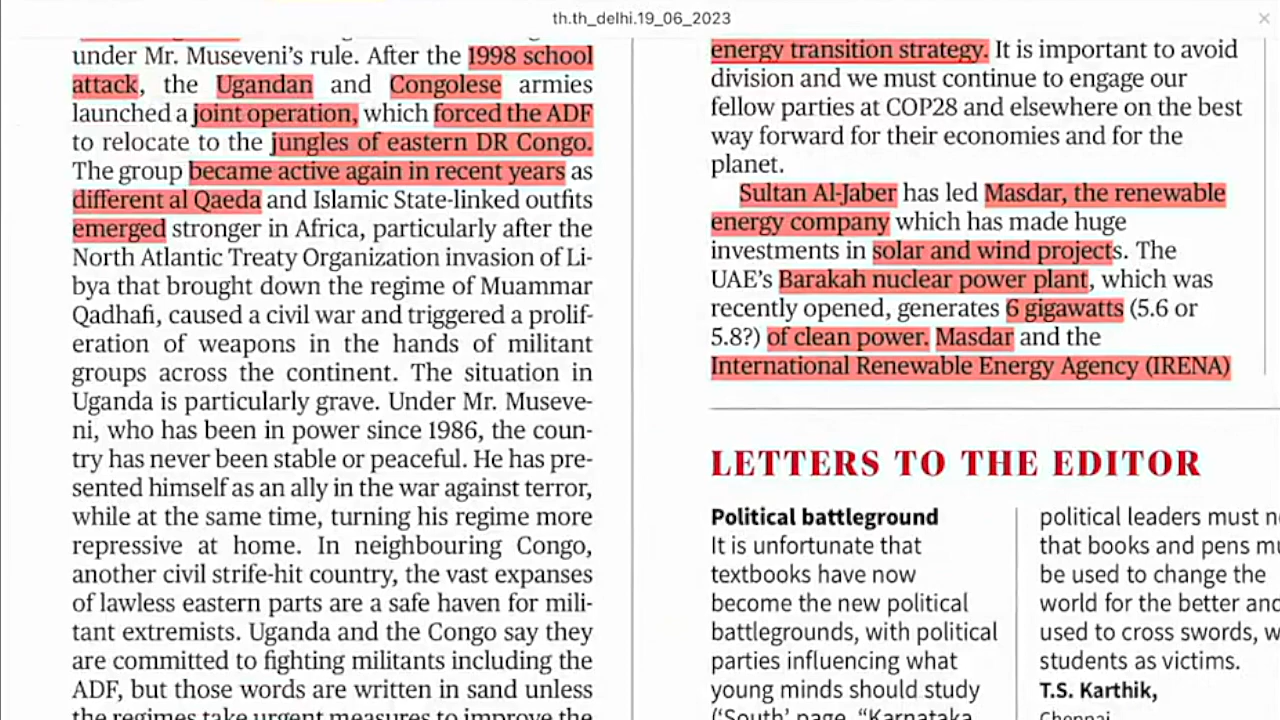 th.th_delhi.19_06_2023
under Mr. Museveni’s rule. After the 1998 school
attack, the Ugandan and Congolese armies
launched a joint operation, which forced the ADF
to relocate to the jungles of eastern DR Congo.
The group became active again in recent years as
different al Qaeda and Islamic State-linked outfits
emerged stronger in Africa, particularly after the
North Atlantic Treaty Organization invasion of Li-
bya that brought down the regime of Muammar
Qadhafi, caused a civil war and triggered a prolif-
eration of weapons in the hands of militant
groups across the continent. The situation in
Uganda is particularly grave. Under Mr. Museve-
ni, who has been in power since 1986, the coun-
try has never been stable or peaceful. He has pre-
sented himself as an ally in the war against terror,
while at the same time, turning his regime more
repressive at home. In neighbouring Congo,
another civil strife-hit country, the vast expanses
of lawless eastern parts are a safe haven for mili-
tant extremists. Uganda and the Congo say they
are committed to fighting militants including the
ADF, but those words are written in sand unless
the regimes take urgent measures to improve the
energy transition strategy. It is important to avoid
division and we must continue to engage our
fellow parties at COP28 and elsewhere on the best
way forward for their economies and for the
planet.
Sultan Al-Jaber has led Masdar, the renewable
energy company which has made huge
investments in solar and wind projects. The
UAE’s Barakah nuclear power plant, which was
recently opened, generates 6 gigawatts (5.6 or
5.8?) of clean power. Masdar and the
International Renewable Energy Agency (IRENA)
LETTERS TO THE EDITOR
Political battleground
It is unfortunate that
textbooks have now
become the new political
battlegrounds, with political
parties influencing what
young minds should study
(‘South’ page, “Karnataka
political leaders must
that books and pens
be used to change the
world for the better and
used to cross swords,
students as victims.
T.S. Karthik,
Chennai